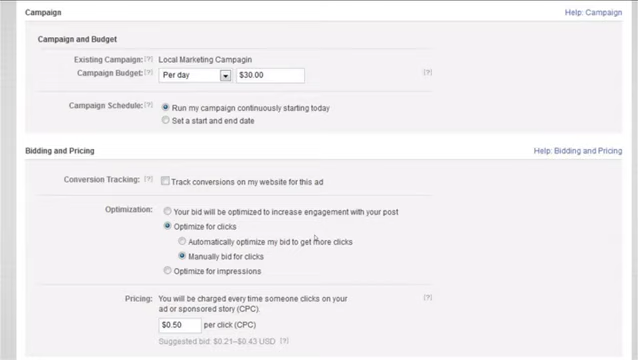 Campaign Help: Campaign
Campaign and Budget
Existing Campaign: [?] Local Marketing Campagin
Campaign Budget: [?] Per day $30.00 [?]
Campaign Schedule: [?] Run my campaign continuously starting today
Set a start and end date
Bidding and Pricing Help: Bidding and Pricing
Conversion Tracking: [?] Track conversions on my website for this ad
Optimization: Your bid will be optimized to increase engagement with your post
Optimize for clicks
Automatically optimize my bid to get more clicks
Manually bid for clicks
Optimize for impressions
Pricing: You will be charged every time someone clicks on your [?]
ad or sponsored story (CPC).
$0.50 per click (CPC)
Suggested bid: $0.21–$0.43 USD [?]